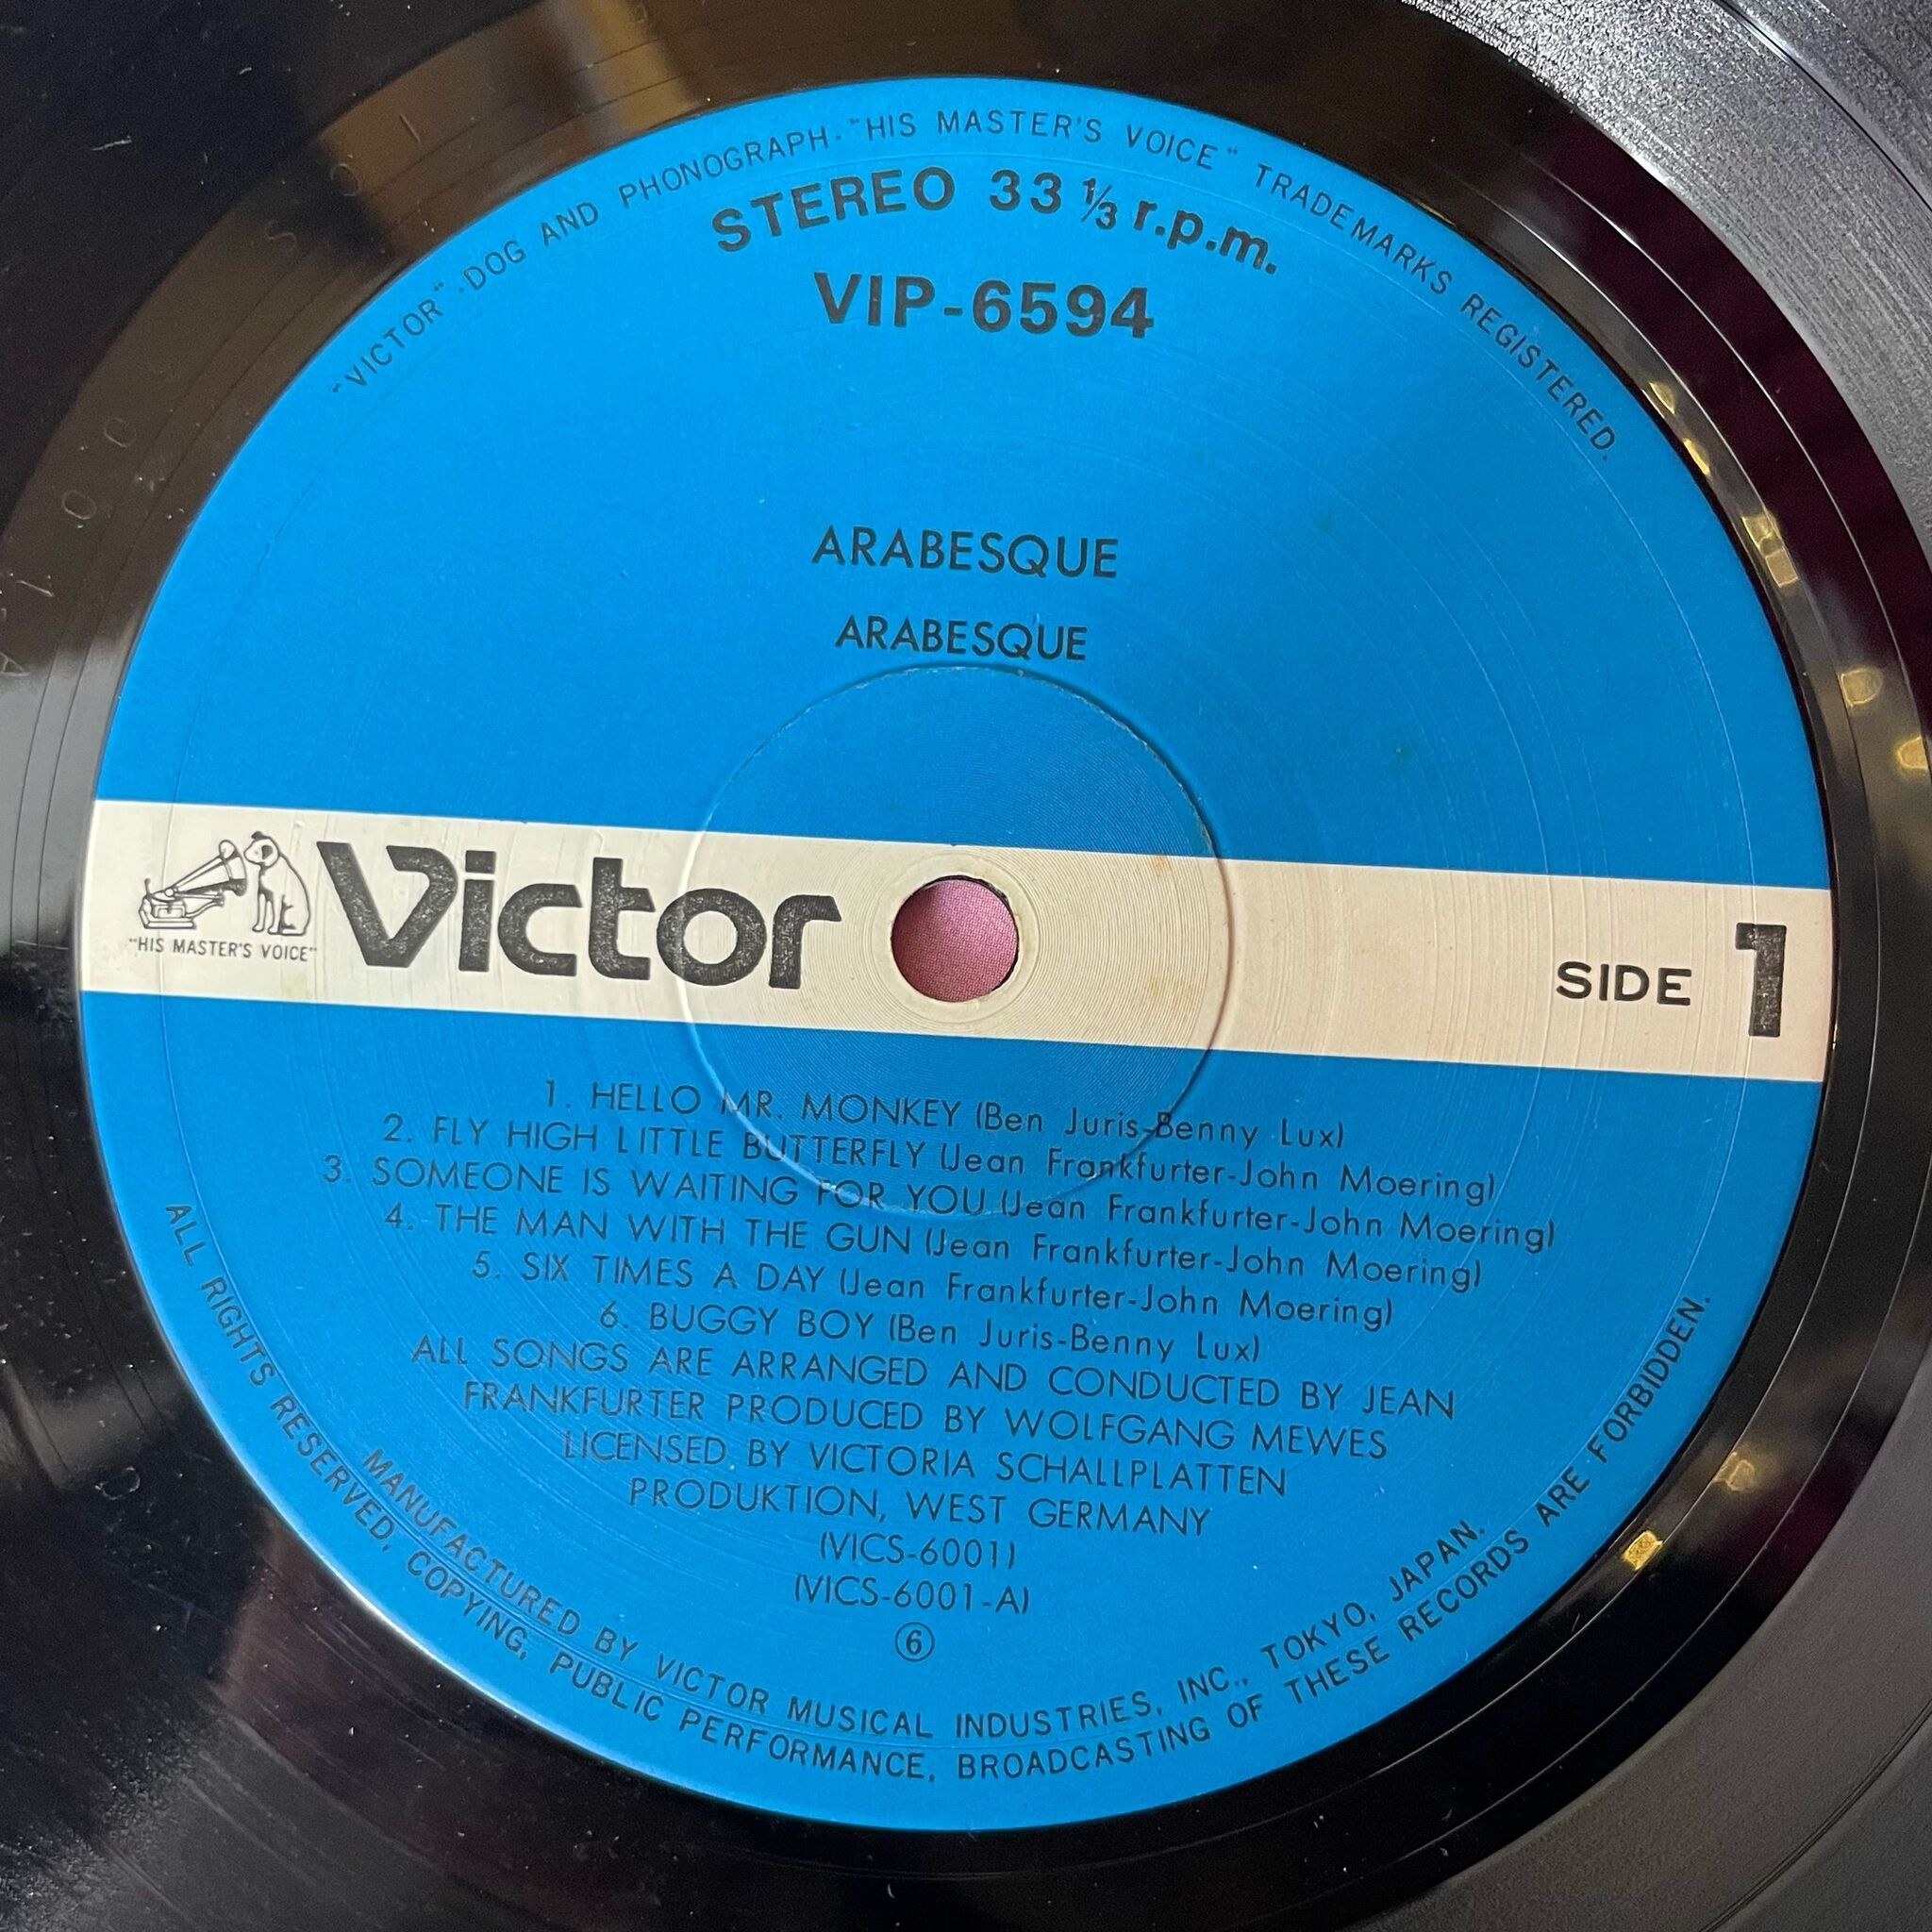 "VICTOR"-DOG AND PHONOGRAPH-"HIS MASTER'S VOICE" TRADEMARKS REGISTERED.
STEREO 33 1/3 r.p.m.
VIP-6594
ARABESQUE
ARABESQUE
"HIS MASTER'S VOICE"
Victor
SIDE 1
1. HELLO MR. MONKEY (Ben Juris-Benny Lux)
2. FLY HIGH LITTLE BUTTERFLY (Jean Frankfurter-John Moering)
3. SOMEONE IS WAITING FOR YOU (Jean Frankfurter-John Moering)
4. THE MAN WITH THE GUN (Jean Frankfurter-John Moering)
5. SIX TIMES A DAY (Jean Frankfurter-John Moering)
6. BUGGY BOY (Ben Juris-Benny Lux)
ALL SONGS ARE ARRANGED AND CONDUCTED BY JEAN
FRANKFURTER PRODUCED BY WOLFGANG MEWES
LICENSED BY VICTORIA SCHALLPLATTEN
PRODUKTION, WEST GERMANY
(VICS-6001)
(VICS-6001-A)
⑥
MANUFACTURED BY VICTOR MUSICAL INDUSTRIES, INC., TOKYO, JAPAN.
ALL RIGHTS RESERVED, COPYING, PUBLIC PERFORMANCE, BROADCASTING OF THESE RECORDS ARE FORBIDDEN.